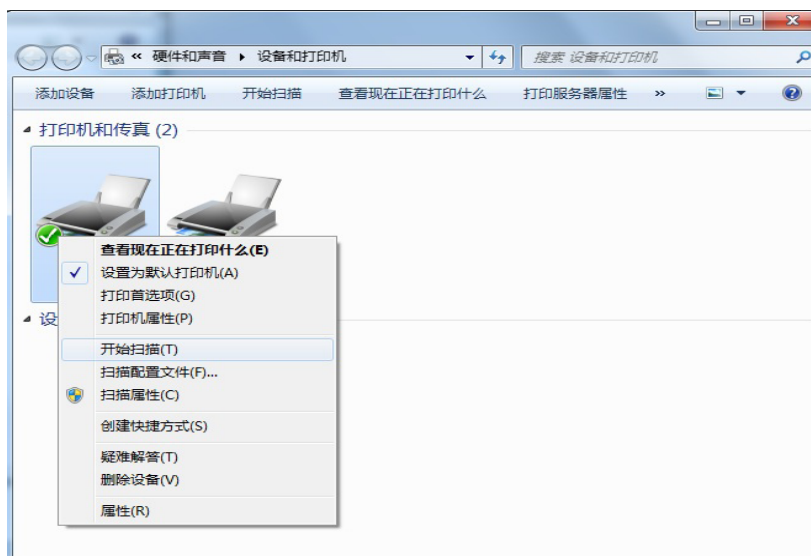 « 硬件和声音 ▸ 设备和打印机
搜索 设备和打印机
添加设备 添加打印机 开始扫描 查看现在正在打印什么 打印服务器属性 »
打印机和传真 (2)
查看现在正在打印什么(E)
设置为默认打印机(A)
打印首选项(G)
打印机属性(P)
设
开始扫描(T)
扫描配置文件(F)...
扫描属性(C)
创建快捷方式(S)
疑难解答(T)
删除设备(V)
属性(R)